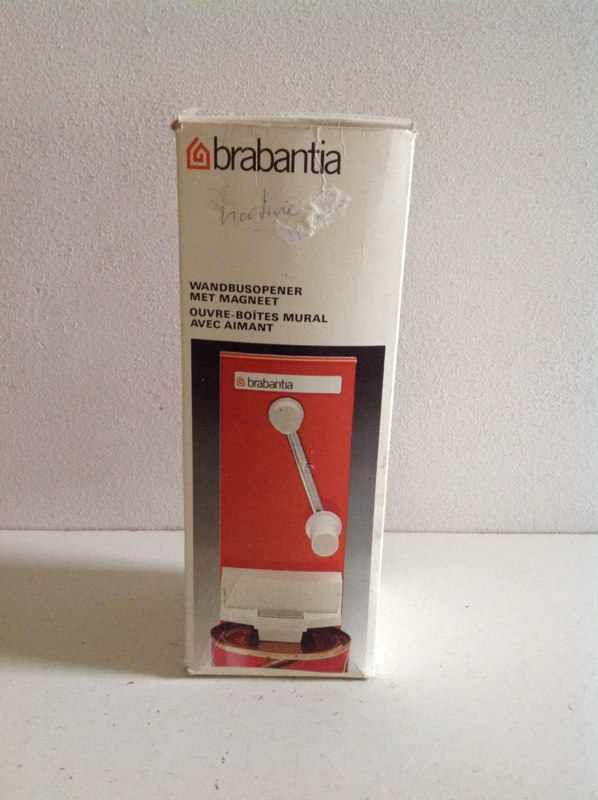 brabantia
WANDBUSOPENER
MET MAGNEET
OUVRE-BOÎTES MURAL
AVEC AIMANT
brabantia